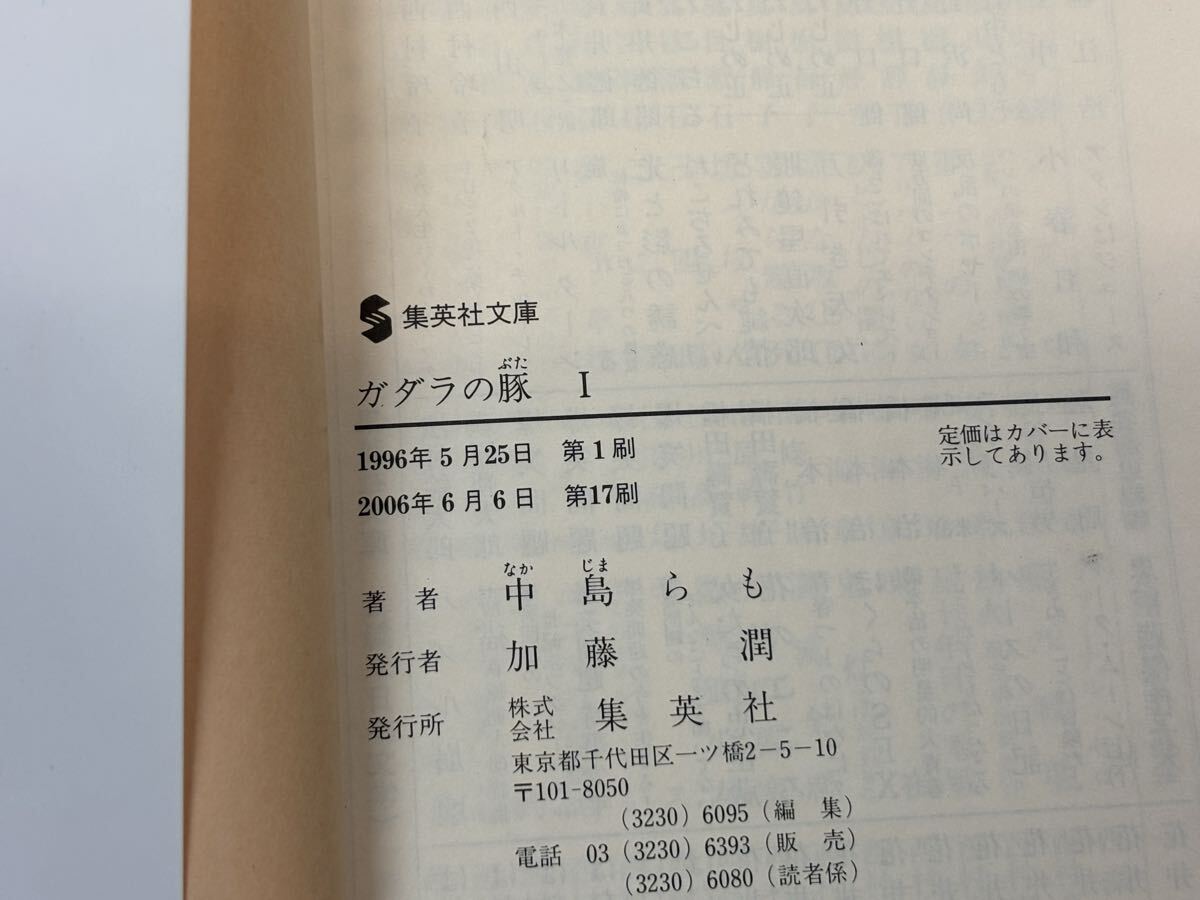 集英社文庫
ガダラの豚 I
ぶた
1996年5月25日 第1刷
2006年6月6日 第17刷
定価はカバーに表
示してあります。
なか じま
著者 中島らも
発行者 加藤 潤
発行所 株式会社 集英社
東京都千代田区一ツ橋2-5-10
〒101-8050
(3230) 6095 (編集)
電話 03 (3230) 6393 (販売)
(3230) 6080 (読者係)